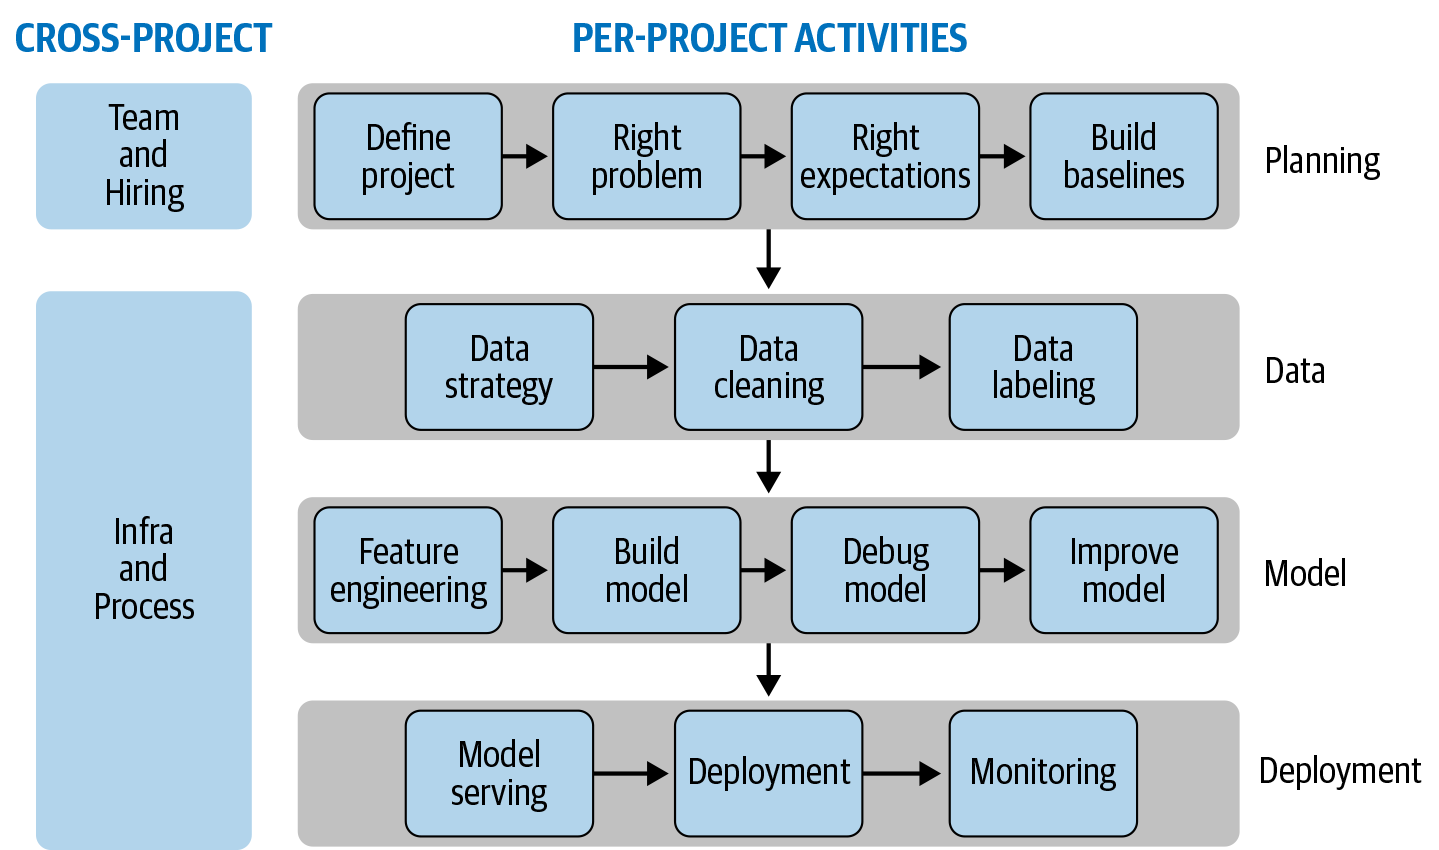 CROSS-PROJECT
PER-PROJECT ACTIVITIES
Team
and
Hiring
Define
project
Right
problem
Right
expectations
Build
baselines
Planning
Infra
and
Process
Data
strategy
Data
cleaning
Data
labeling
Data
Feature
engineering
Build
model
Debug
model
Improve
model
Model
Model
serving
Deployment
Monitoring
Deployment